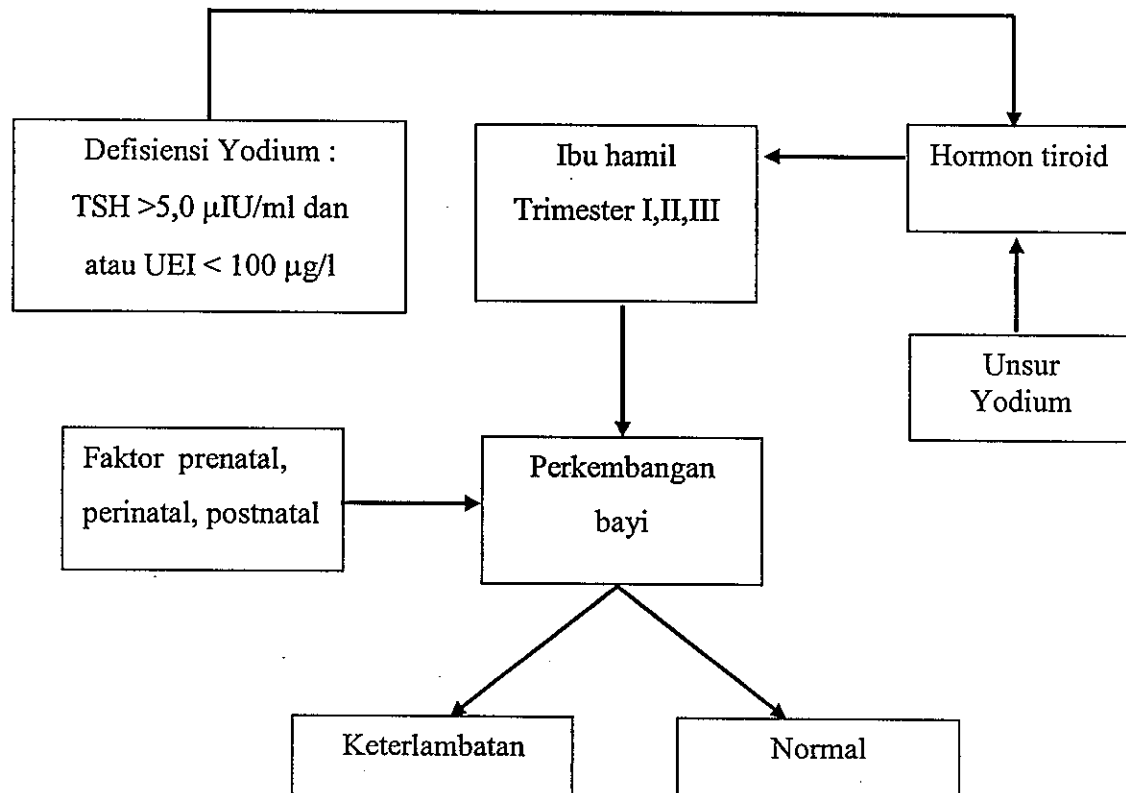 Defisiensi Yodium :
TSH >5,0 µIU/ml dan
atau UEI < 100 µg/l
Ibu hamil
Trimester I,II,III
Hormon tiroid
Unsur
Yodium
Faktor prenatal,
perinatal, postnatal
Perkembangan
bayi
Keterlambatan
Normal